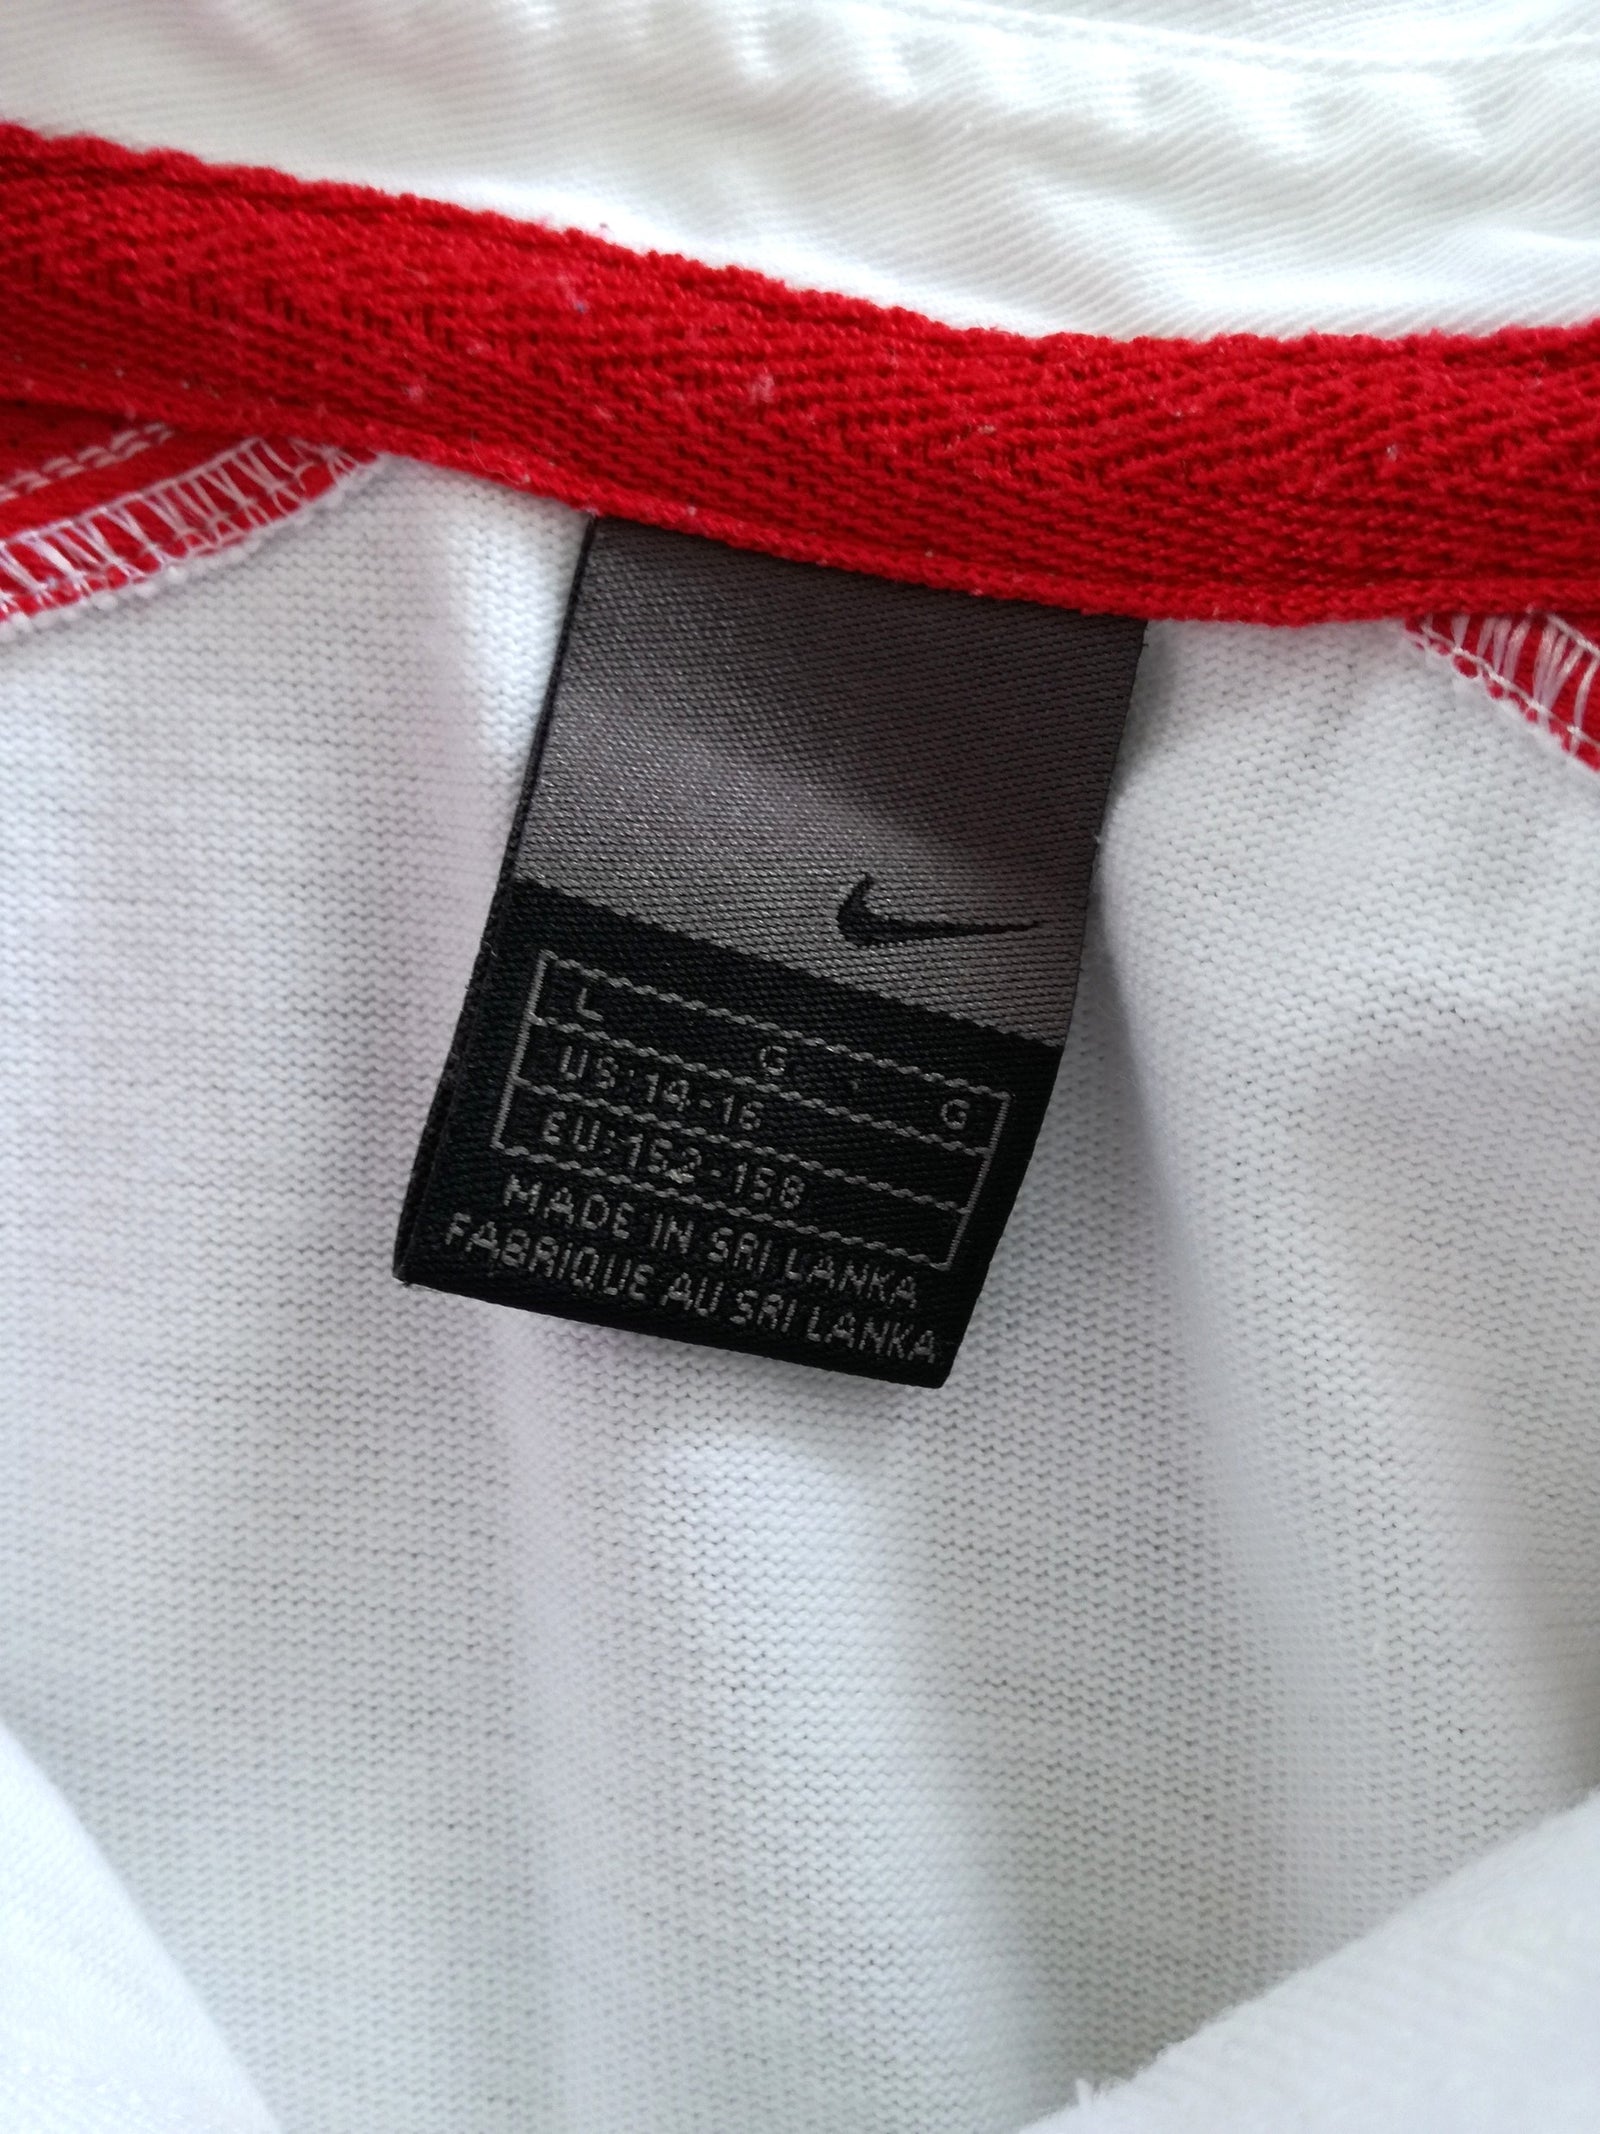 L G G
US: 14-16
EU: 152-158
MADE IN SRI LANKA
FABRIQUE AU SRI LANKA